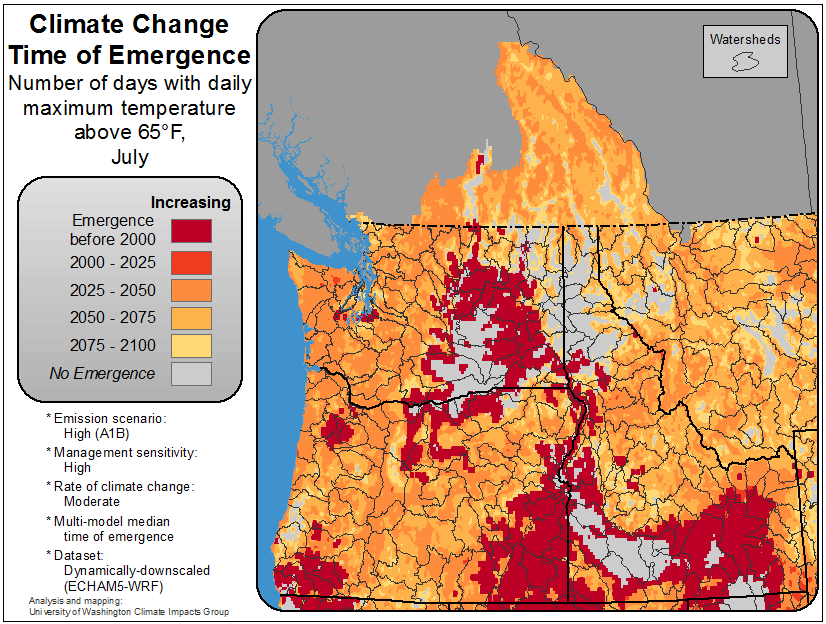 Climate Change
Time of Emergence
Number of days with daily
maximum temperature
above 65°F,
July
Increasing
Emergence
before 2000
2000 - 2025
2025 - 2050
2050 - 2075
2075 - 2100
No Emergence
* Emission scenario:
High (A1B)
* Management sensitivity:
High
* Rate of climate change:
Moderate
* Multi-model median
time of emergence
* Dataset:
Dynamically-downscaled
(ECHAM5-WRF)
Analysis and mapping:
University of Washington Climate Impacts Group
Watersheds